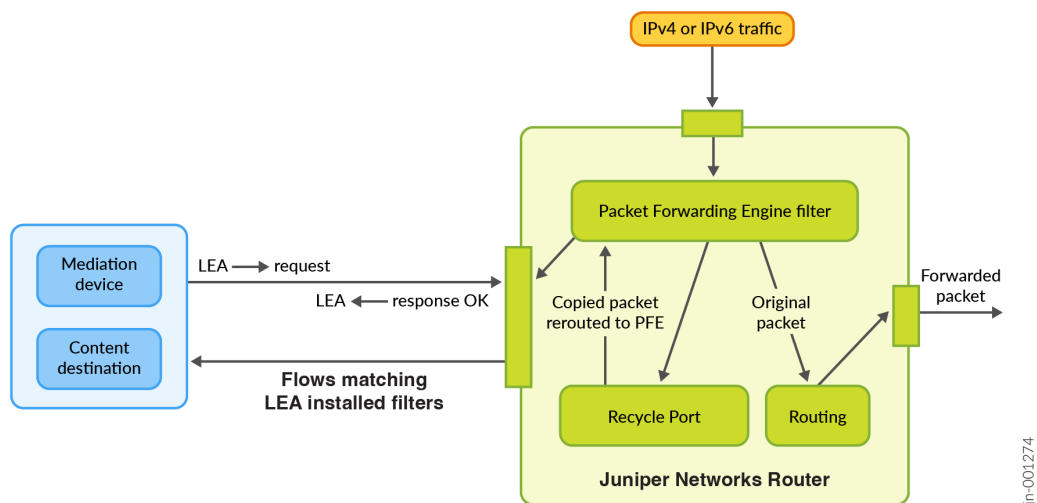 IPv4 or IPv6 traffic
Packet Forwarding Engine filter
Mediation
device
LEA
request
LEA
response OK
Content
destination
Flows matching
LEA installed filters
Copied packet
rerouted to PFE
Original
packet
Forwarded
packet
Recycle Port
Routing
Juniper Networks Router
jn-001274